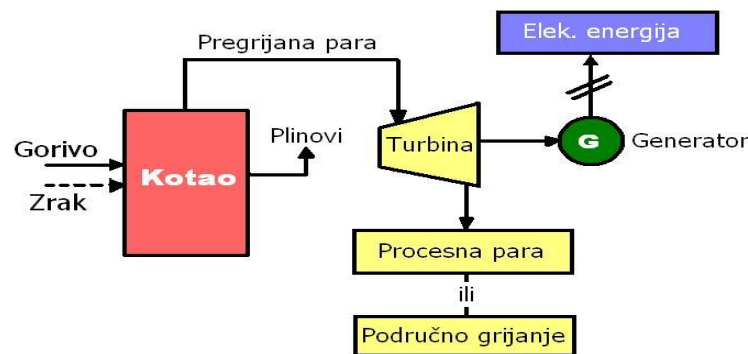 Elek. energija
Pregrijana para
Plinovi
Turbina
G
Generator
Gorivo
Kotao
Zrak
Procesna para
ili
Područno grijanje